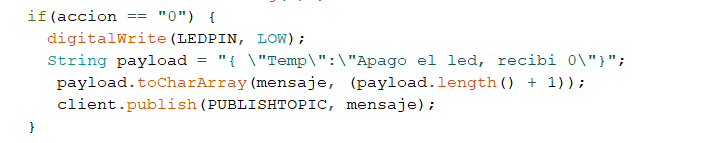 if(accion == "0") {
digitalWrite(LEDPIN, LOW);
String payload = "{ \"Temp\":\"Apago el led, recibi 0\"}";
payload.toCharArray(mensaje, (payload.length() + 1));
client.publish(PUBLISHTOPIC, mensaje);
}